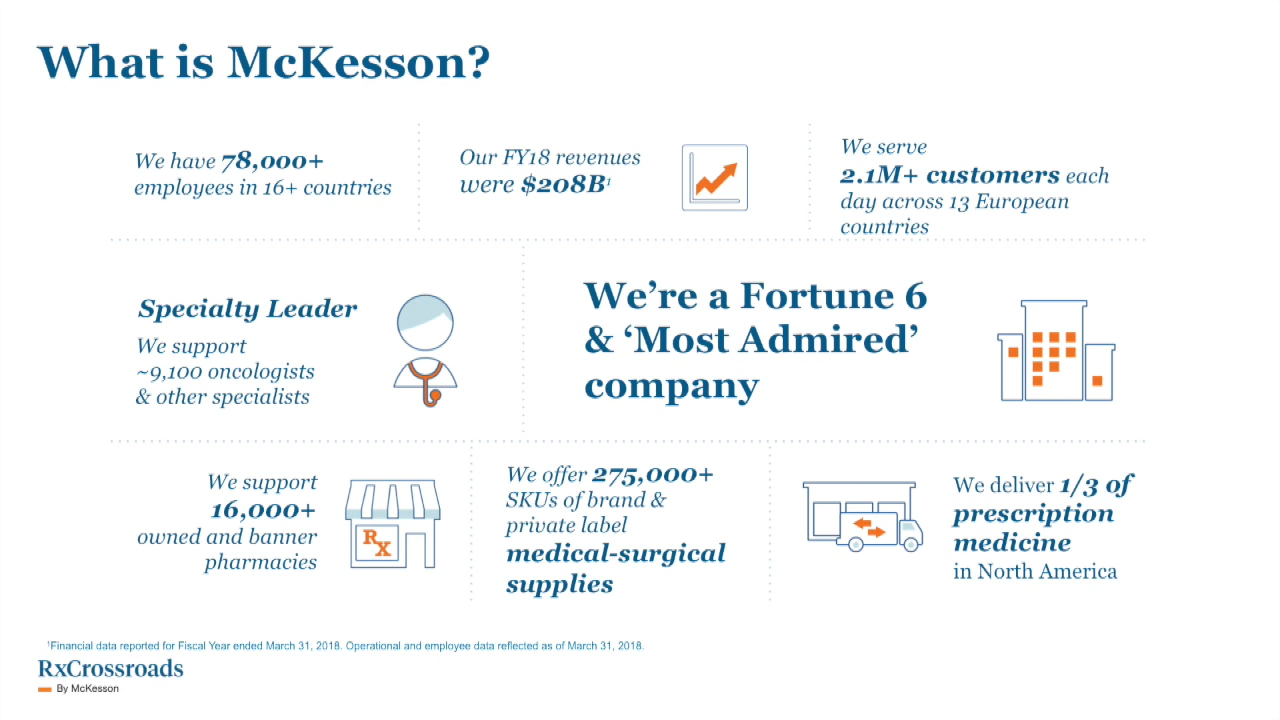 What is McKesson?
We have 78,000+
employees in 16+ countries
Our FY18 revenues
were $208B¹
We serve
2.1M+ customers each
day across 13 European
countries
Specialty Leader
We support
~9,100 oncologists
& other specialists
We’re a Fortune 6
& ‘Most Admired’
company
We support
16,000+
owned and banner
pharmacies
RX
We offer 275,000+
SKUs of brand &
private label
medical-surgical
supplies
We deliver 1/3 of
prescription
medicine
in North America
¹Financial data reported for Fiscal Year ended March 31, 2018. Operational and employee data reflected as of March 31, 2018.
RxCrossroads
By McKesson